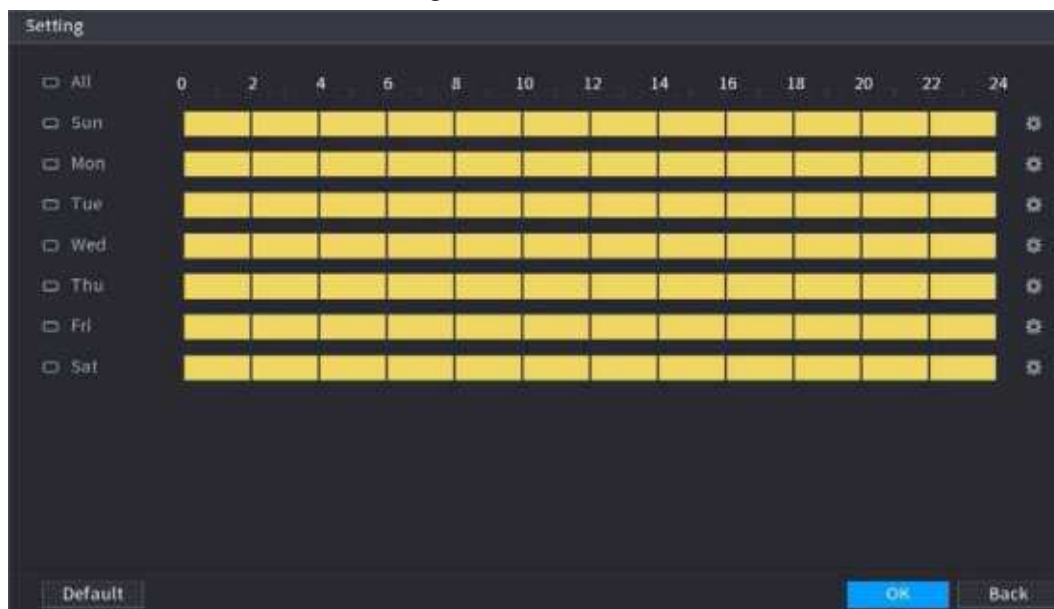 Setting
All 0 2 4 6 8 10 12 14 16 18 20 22 24
Sun
Mon
Tue
Wed
Thu
Fri
Sat
Default OK Back